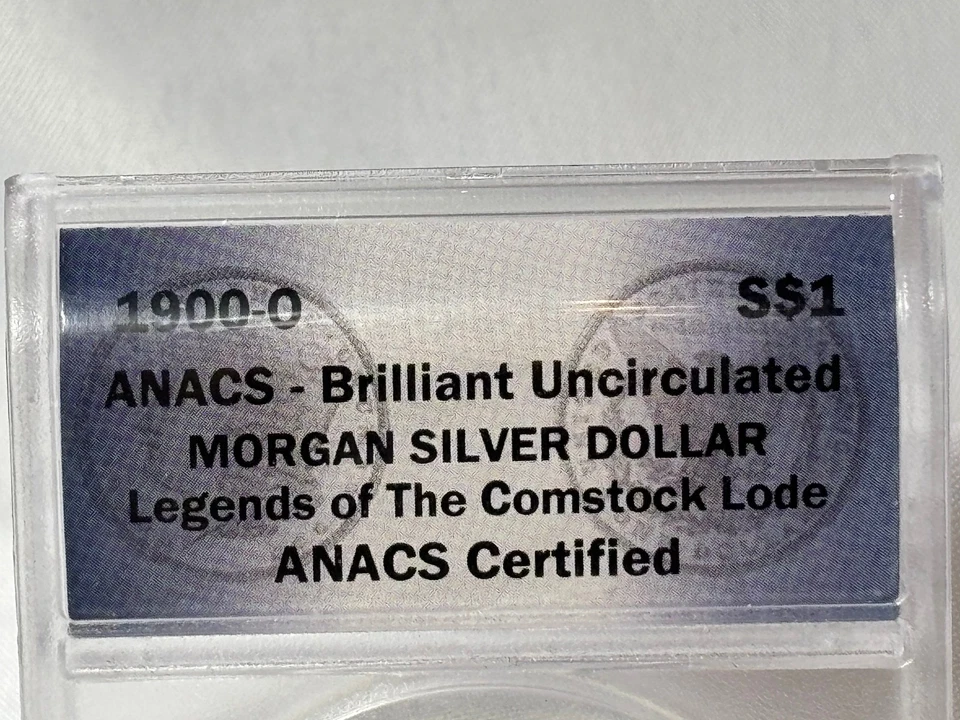 1900-O
S$1
ANACS - Brilliant Uncirculated
MORGAN SILVER DOLLAR
Legends of The Comstock Lode
ANACS Certified